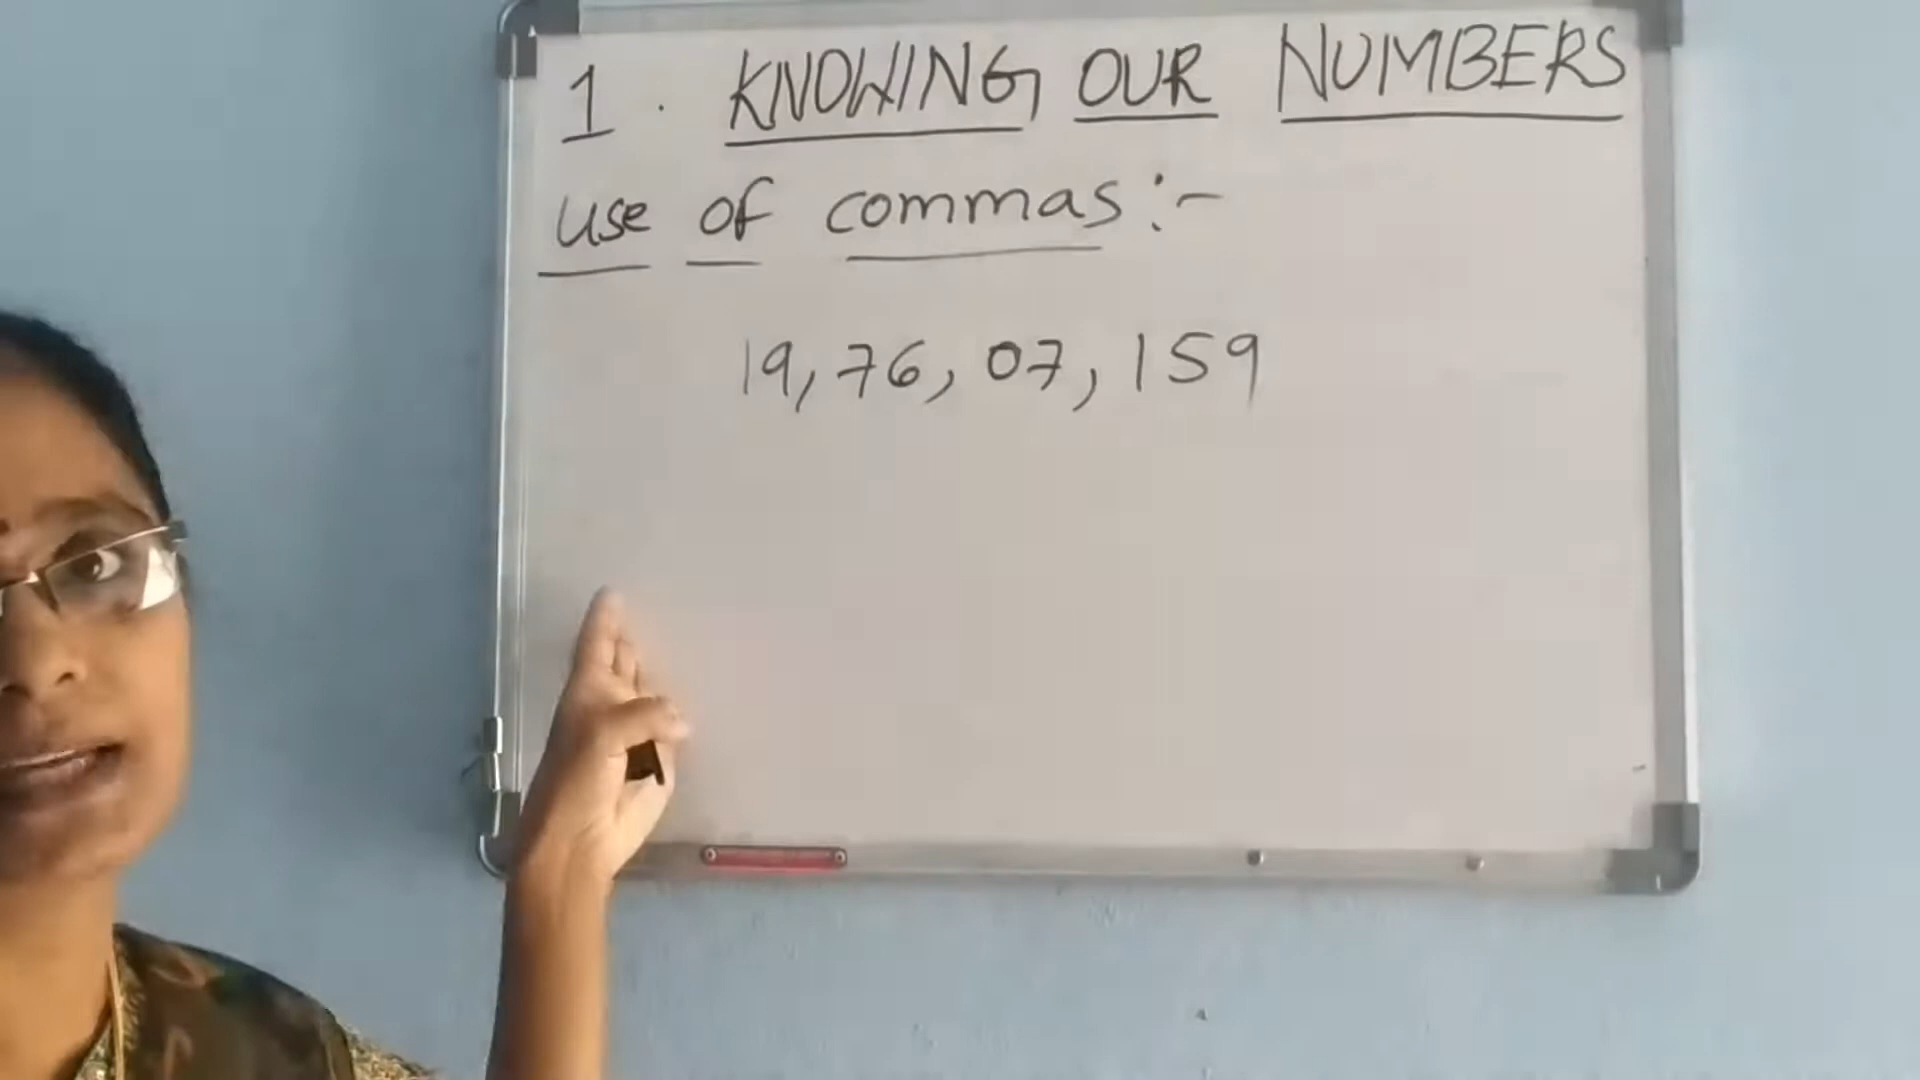 1. KNOWING OUR NUMBERS
use of commas:-
19,76,07,159